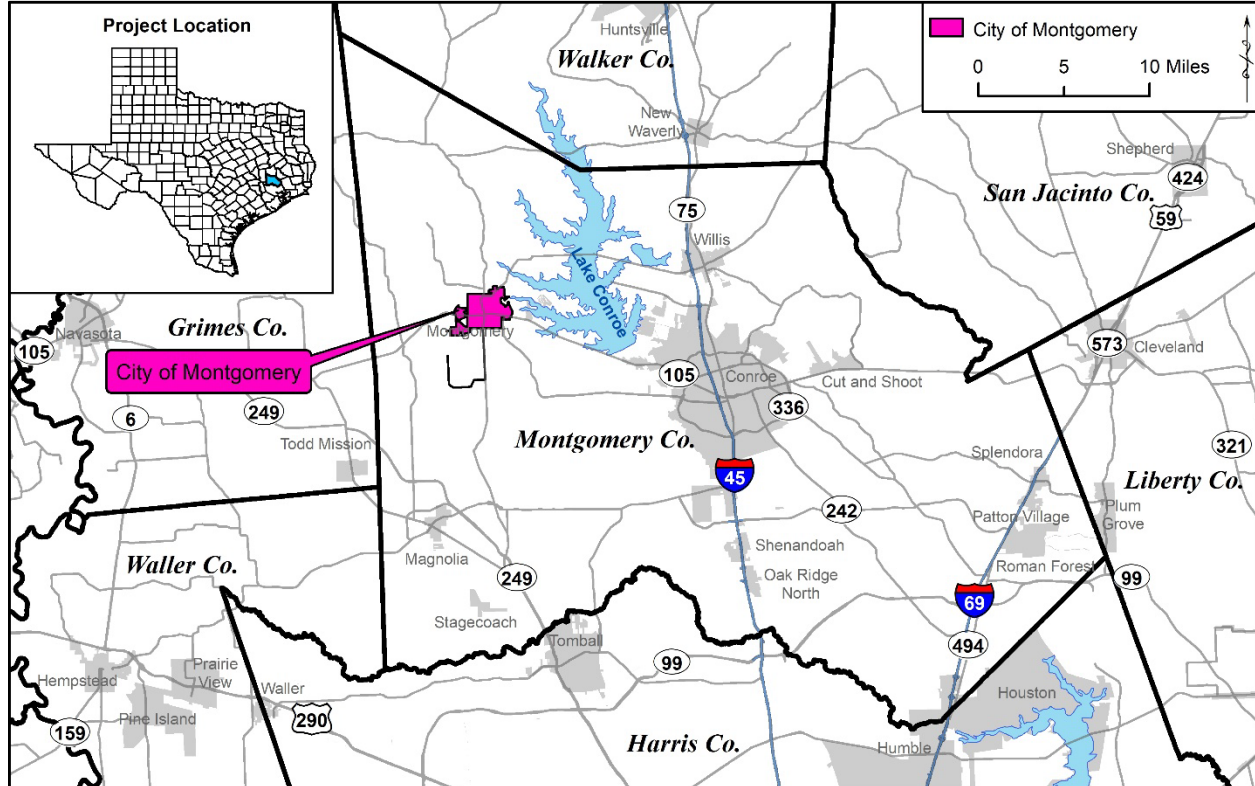 Project Location
City of Montgomery
0 5 10 Miles
Huntsville
Walker Co.
New
Waverly
Shepherd
424
San Jacinto Co.
59
75
Willis
Lake Conroe
Navasota
Grimes Co.
105
Montgomery
City of Montgomery
573
Cleveland
105
Conroe
Cut and Shoot
336
6
249
Todd Mission
Montgomery Co.
321
Splendora
45
Liberty Co.
242
Patton Village
Plum
Grove
Waller Co.
Magnolia
Shenandoah
Roman Forest
249
Oak Ridge
North
99
69
Stagecoach
Tomball
494
99
Hempstead
Prairie
View
Waller
Houston
Pine Island
290
159
Harris Co.
Humble